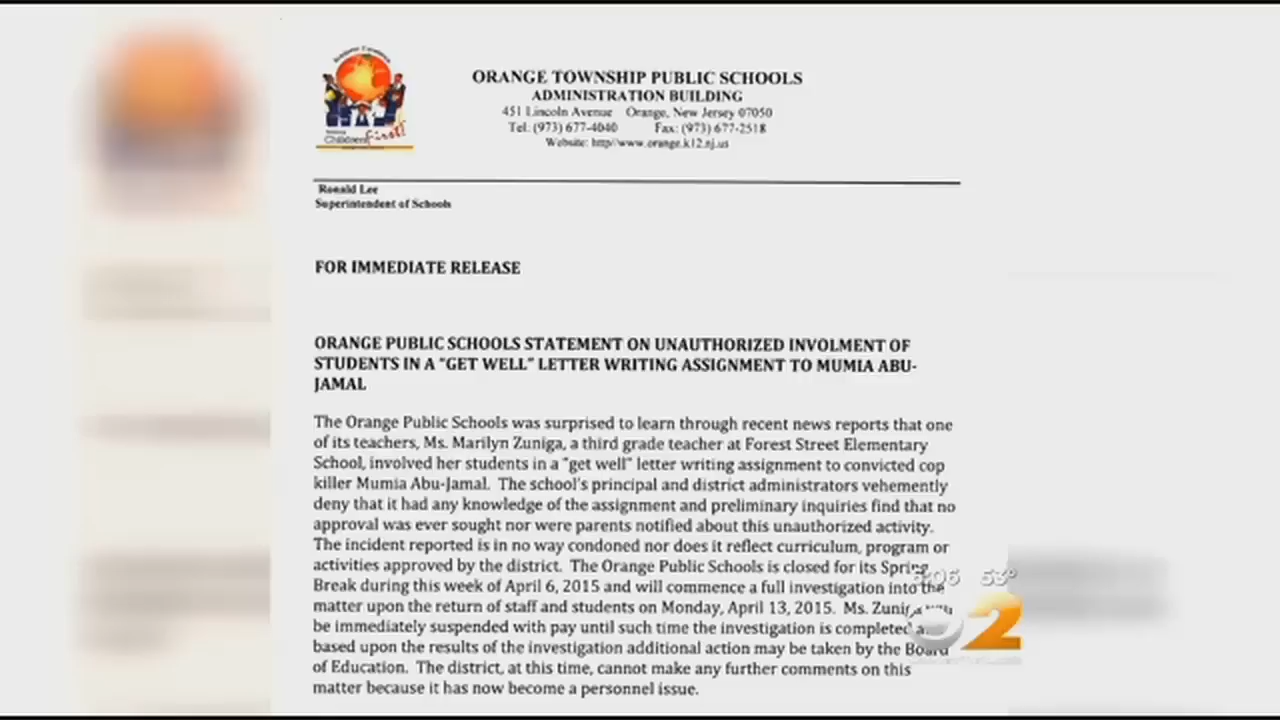 ORANGE TOWNSHIP PUBLIC SCHOOLS
ADMINISTRATION BUILDING
451 Lincoln Avenue Orange, New Jersey 07050
Tel: (973) 677-4040 Fax: (973) 677-2518
Website: http//www.orange.k12.nj.us
Children First!
Ronald Lee
Superintendent of Schools
FOR IMMEDIATE RELEASE
ORANGE PUBLIC SCHOOLS STATEMENT ON UNAUTHORIZED INVOLMENT OF
STUDENTS IN A "GET WELL" LETTER WRITING ASSIGNMENT TO MUMIA ABU-
JAMAL
The Orange Public Schools was surprised to learn through recent news reports that one
of its teachers, Ms. Marilyn Zuniga, a third grade teacher at Forest Street Elementary
School, involved her students in a "get well" letter writing assignment to convicted cop
killer Mumia Abu-Jamal. The school's principal and district administrators vehemently
deny that it had any knowledge of the assignment and preliminary inquiries find that no
approval was ever sought nor were parents notified about this unauthorized activity.
The incident reported is in no way condoned nor does it reflect curriculum, program or
activities approved by the district. The Orange Public Schools is closed for its Spring
Break during this week of April 6, 2015 and will commence a full investigation into the
matter upon the return of staff and students on Monday, April 13, 2015. Ms. Zuniga
be immediately suspended with pay until such time the investigation is completed
based upon the results of the investigation additional action may be taken by the Board
of Education. The district, at this time, cannot make any further comments on this
matter because it has now become a personnel issue.
53°
2